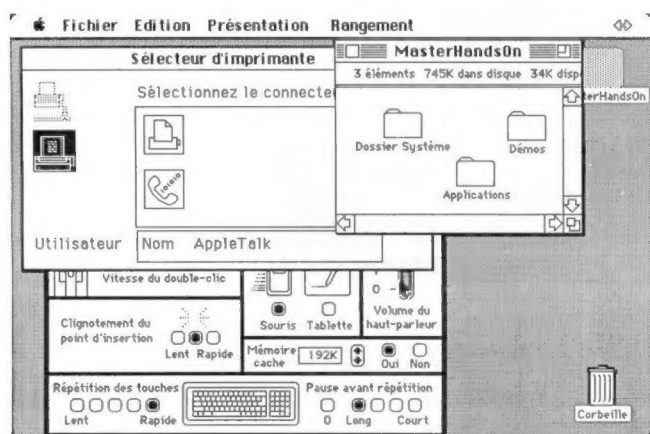 Fichier Edition Présentation Rangement
Sélecteur d'imprimante
Sélectionnez le connecte
Utilisateur
Nom AppleTalk
MasterHandsOn
3 éléments 745K dans disque 34K disp
Dossier Système
Démos
Applications
terHandsOn
Vitesse du double-clic
Souris Tablette
Volume du
haut-parleur
Clignotement du
point d'insertion
Lent Rapide
Mémoire
cache
192K
Oui Non
Répétition des touches
Lent Rapide
Pause avant répétition
0 Long Court
Corbeille